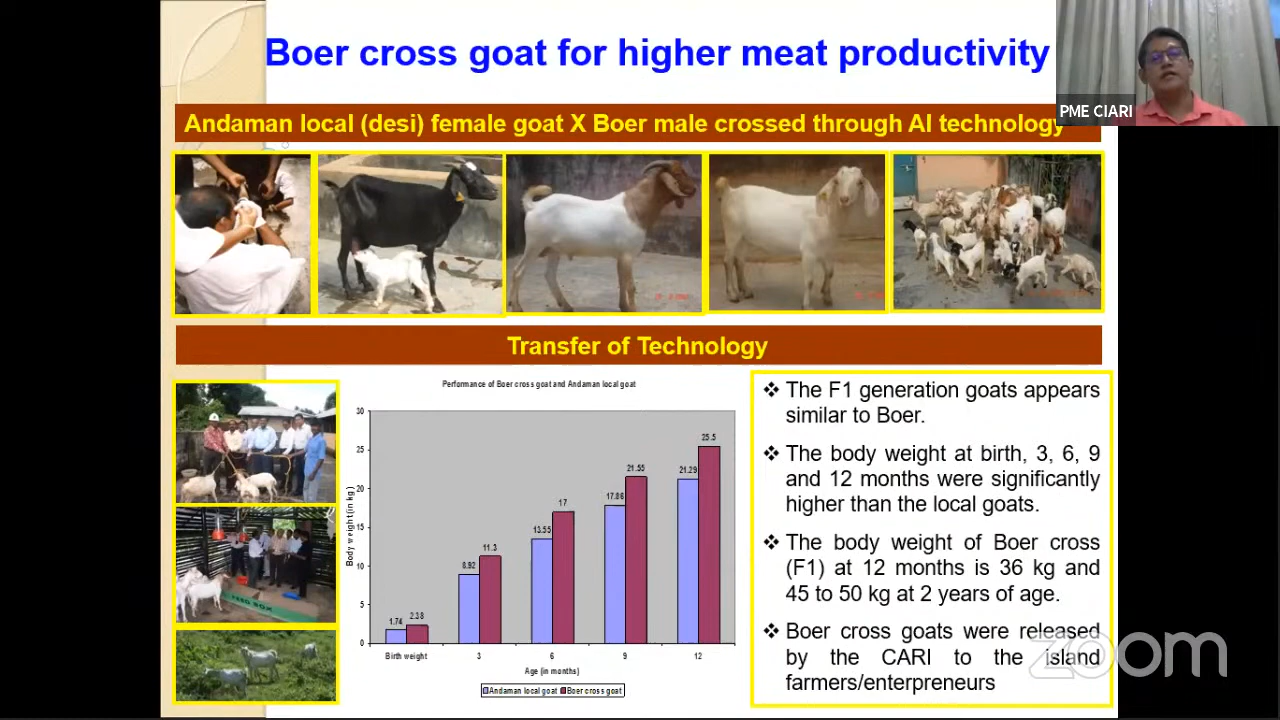 Boer cross goat for higher meat productivity
PME CIARI
Andaman local (desi) female goat X Boer male crossed through AI technology
Transfer of Technology
Performance of Boer cross goat and Andaman local goat
Body weight (in kg)
30
25
20
15
10
5
0
1.74
2.38
8.92
11.3
13.55
17
17.86
21.55
21.29
25.5
Birth weight 3 6 9 12
Age (in months)
Andaman local goat Boer cross goat
❖ The F1 generation goats appears
similar to Boer.
❖ The body weight at birth, 3, 6, 9
and 12 months were significantly
higher than the local goats.
❖ The body weight of Boer cross
(F1) at 12 months is 36 kg and
45 to 50 kg at 2 years of age.
❖ Boer cross goats were released
by the CARI to the island
farmers/enterpreneurs
FEED BOX
zoom